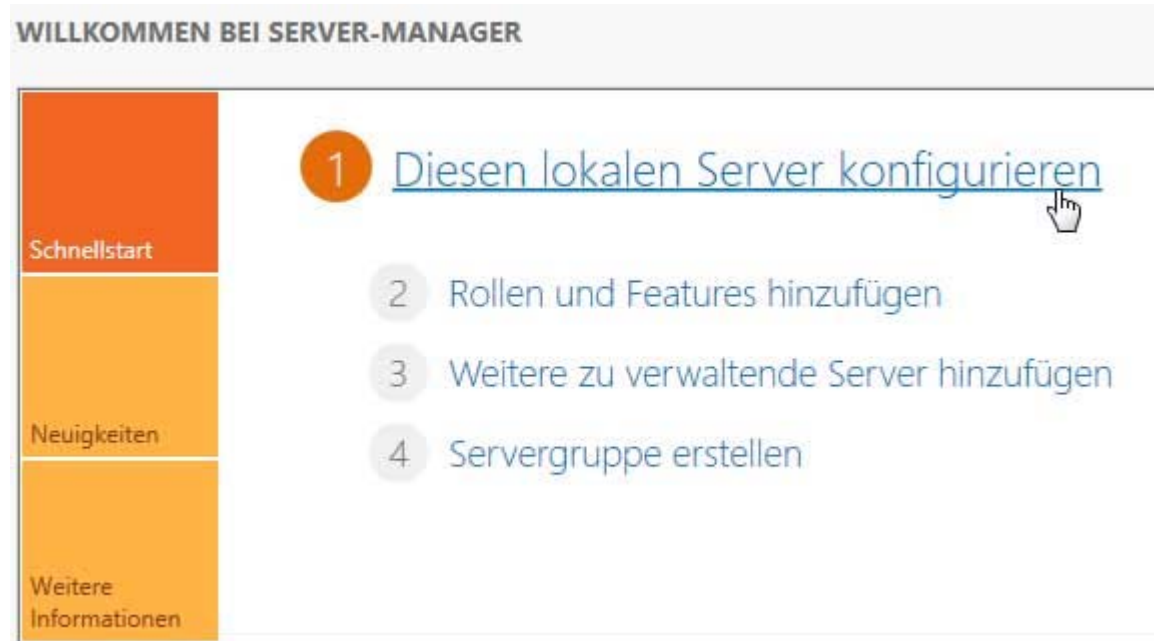 WILLKOMMEN BEI SERVER-MANAGER
1 Diesen lokalen Server konfigurieren
Schnellstart
2 Rollen und Features hinzufügen
3 Weitere zu verwaltende Server hinzufügen
Neuigkeiten
4 Servergruppe erstellen
Weitere
Informationen